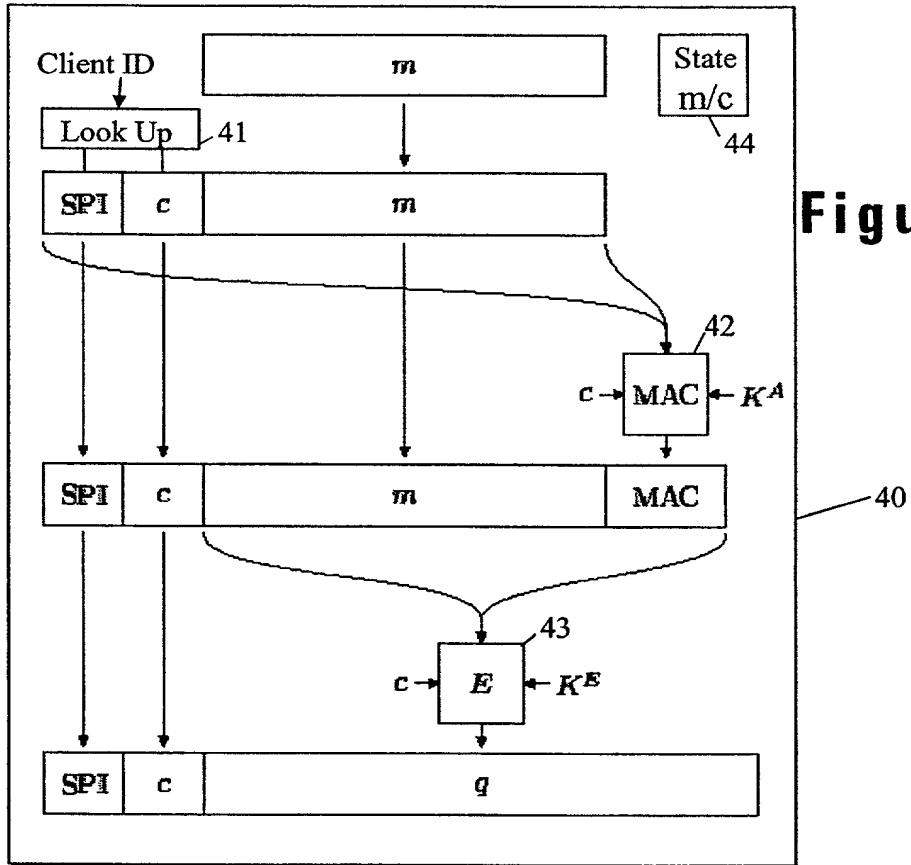 Client ID
m
State
m/c
44
Look Up
41
SPI c m
Figu
42
c MAC K^A
SPI c m MAC
40
43
c E K^E
SPI c q